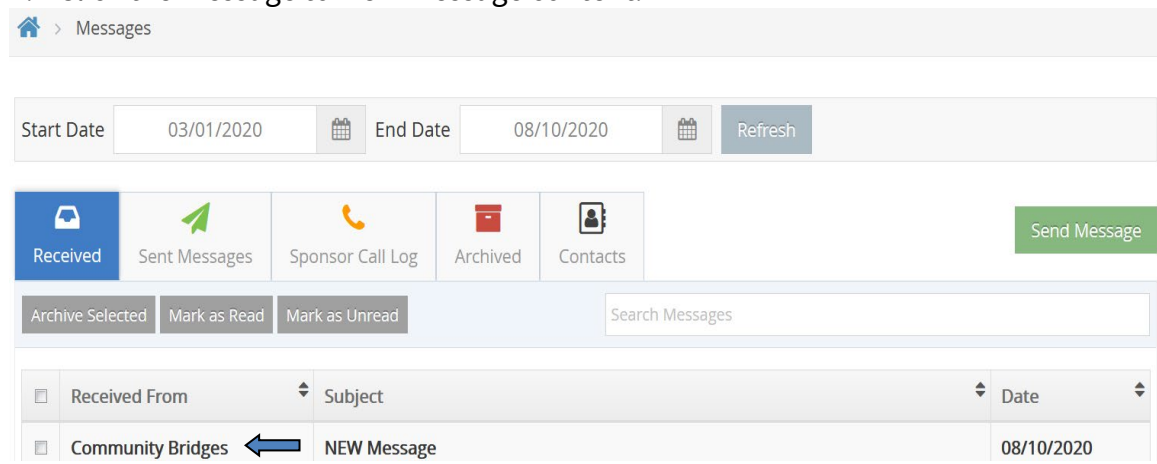 > Messages
Start Date 03/01/2020 End Date 08/10/2020 Refresh
Received Sent Messages Sponsor Call Log Archived Contacts Send Message
Archive Selected Mark as Read Mark as Unread Search Messages
Received From Subject Date
Community Bridges NEW Message 08/10/2020